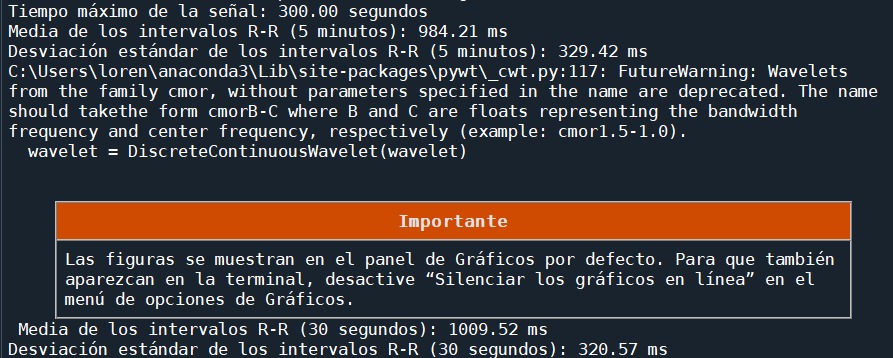 Tiempo máximo de la señal: 300.00 segundos
Media de los intervalos R-R (5 minutos): 984.21 ms
Desviación estándar de los intervalos R-R (5 minutos): 329.42 ms
C:\Users\loren\anaconda3\Lib\site-packages\pywt\_cwt.py:117: FutureWarning: Wavelets
from the family cmor, without parameters specified in the name are deprecated. The name
should takethe form cmorB-C where B and C are floats representing the bandwidth
frequency and center frequency, respectively (example: cmor1.5-1.0).
  wavelet = DiscreteContinuousWavelet(wavelet)
Importante
Las figuras se muestran en el panel de Gráficos por defecto. Para que también
aparezcan en la terminal, desactive “Silenciar los gráficos en línea” en el
menú de opciones de Gráficos.
Media de los intervalos R-R (30 segundos): 1009.52 ms
Desviación estándar de los intervalos R-R (30 segundos): 320.57 ms